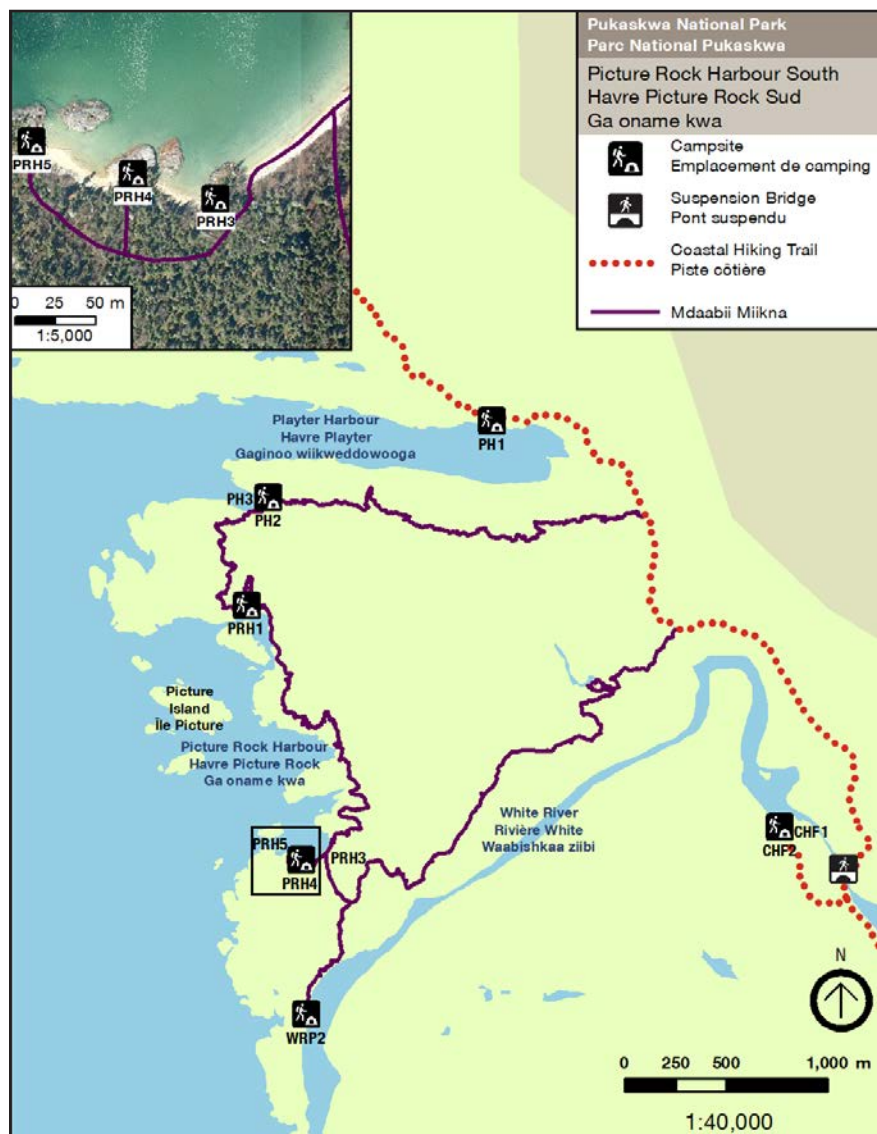 Pukaskwa National Park
Parc National Pukaskwa
Picture Rock Harbour South
Havre Picture Rock Sud
Ga oname kwa
Campsite
Emplacement de camping
Suspension Bridge
Pont suspendu
Coastal Hiking Trail
Piste côtière
Mdaabii Miikna
PRH5
PRH4
PRH3
0 25 50 m
1:5,000
Playter Harbour
Havre Playter
Gaginoo wiikweddowooga
PH1
PH3
PH2
PRH1
Picture
Island
Île Picture
Picture Rock Harbour
Havre Picture Rock
Ga oname kwa
White River
Rivière White
Waabishkaa ziibi
PRH5
PRH3
PRH4
CHF1
CHF2
WRP2
N
0 250 500 1,000 m
1:40,000